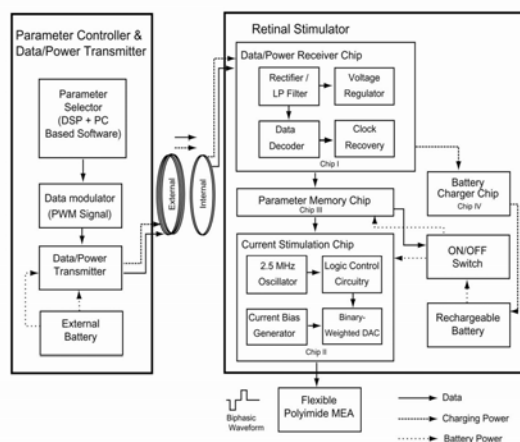 Parameter Controller &
Data/Power Transmitter
Parameter
Selector
(DSP + PC
Based Software)
Data modulator
(PWM Signal)
Data/Power
Transmitter
External
Battery
External
Internal
Retinal Stimulator
Data/Power Receiver Chip
Rectifier /
LP Filter
Voltage
Regulator
Data
Decoder
Clock
Recovery
Chip I
Parameter Memory Chip
Chip III
Battery
Charger Chip
Chip IV
Current Stimulation Chip
2.5 MHz
Oscillator
Logic Control
Circuitry
Current Bias
Generator
Binary-
Weighted DAC
Chip II
ON/OFF
Switch
Rechargeable
Battery
Biphasic
Waveform
Flexible
Polyimide MEA
Data
Charging Power
Battery Power